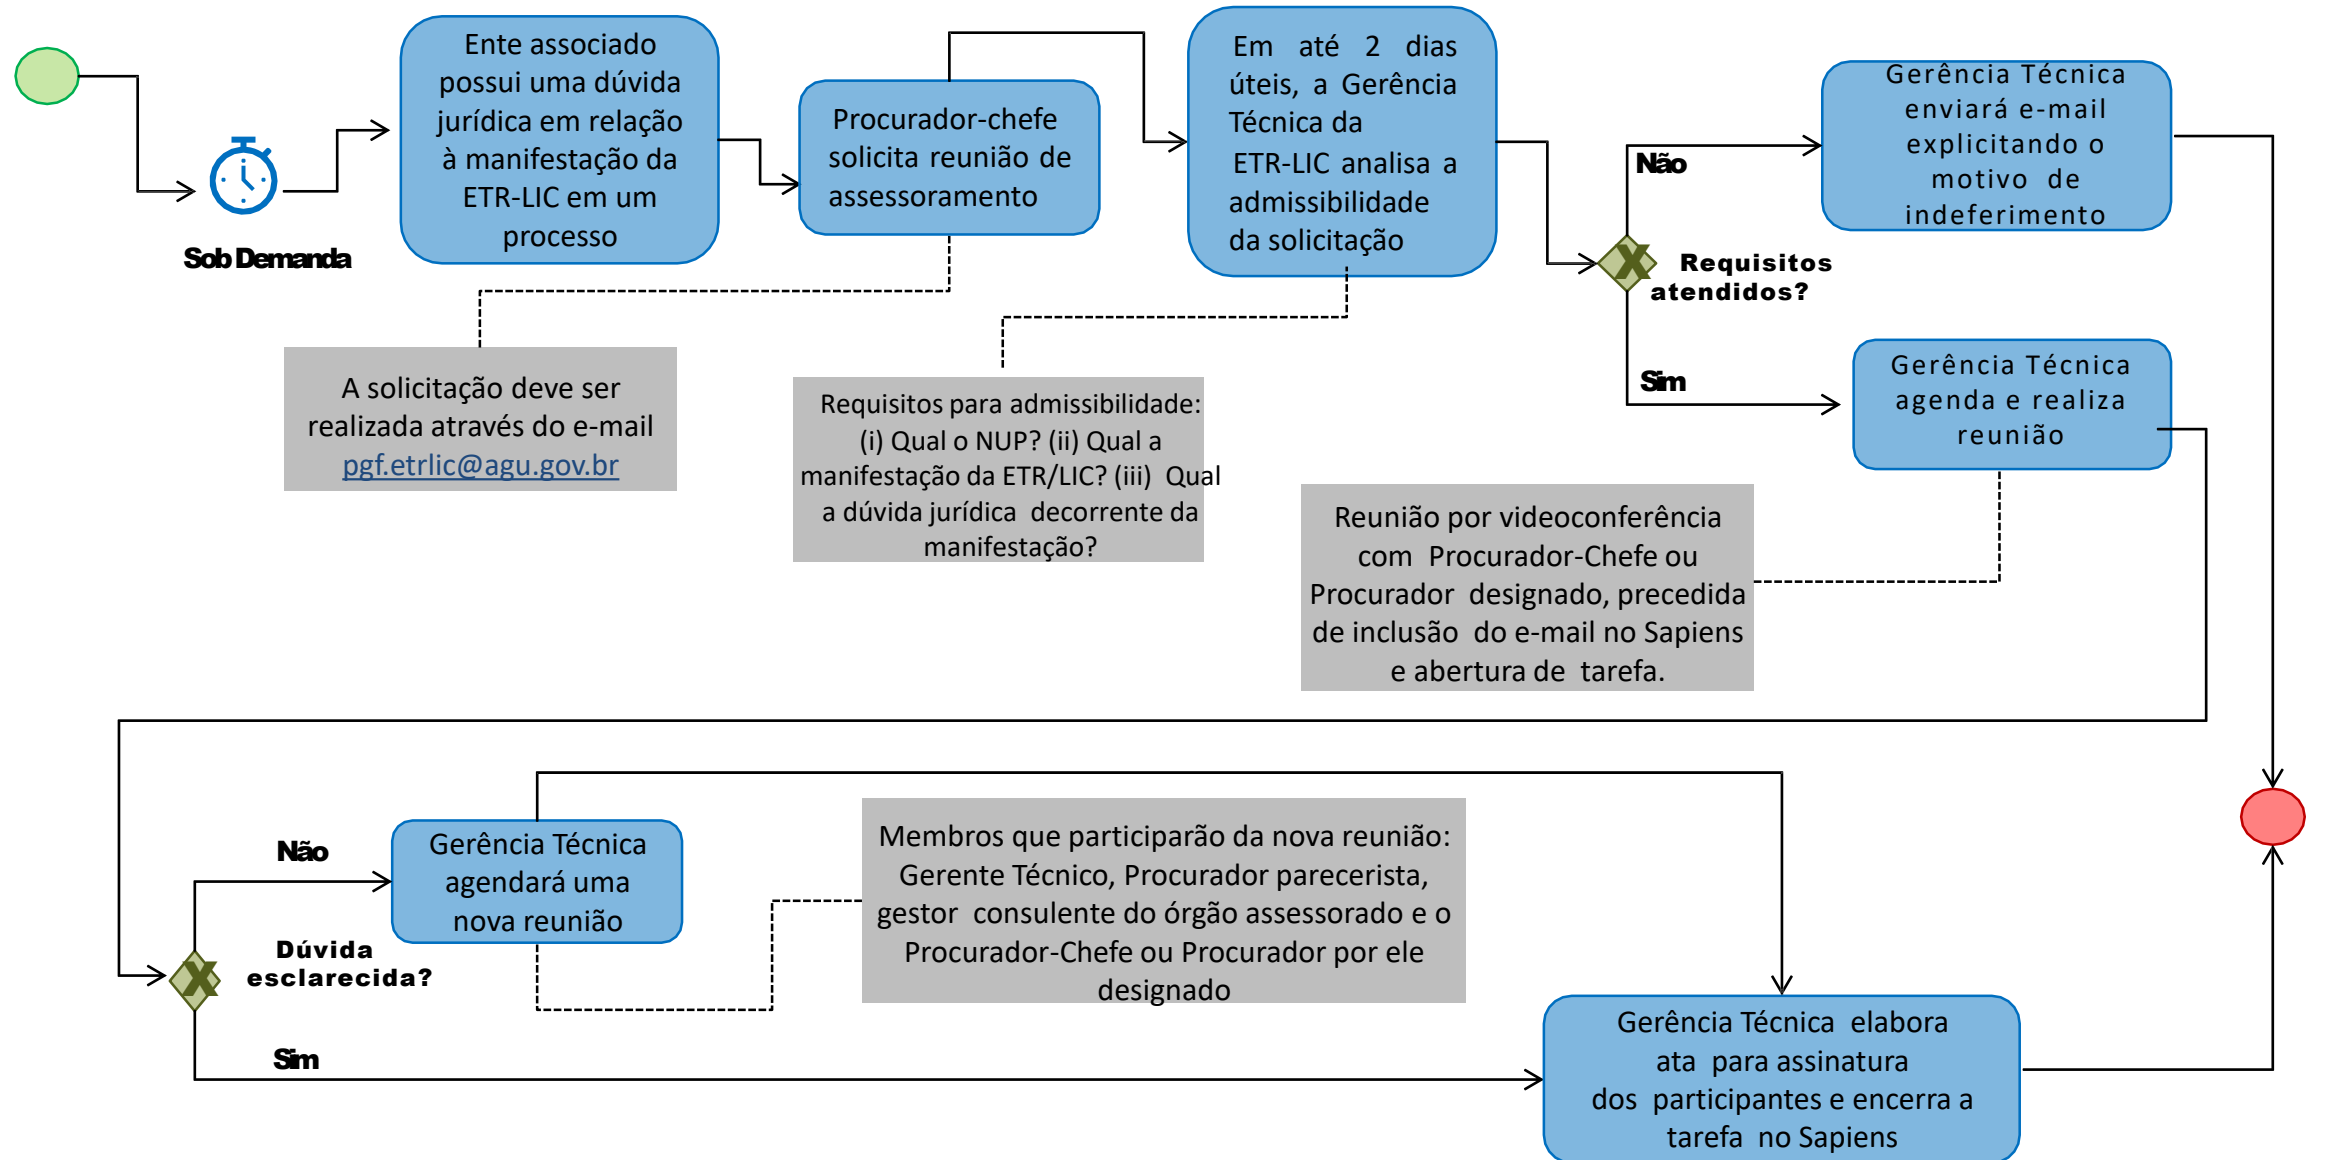 Ente associado
possui uma dúvida
jurídica em relação
à manifestação da
ETR-LIC em um
processo
Sob Demanda
Procurador-chefe
solicita reunião de
assessoramento
Em até 2 dias
úteis, a Gerência
Técnica da
ETR-LIC analisa a
admissibilidade
da solicitação
Não
Requisitos
atendidos?
Sim
Gerência Técnica
enviará e-mail
explicitando o
motivo de
indeferimento
Gerência Técnica
agenda e realiza
reunião
A solicitação deve ser
realizada através do e-mail
pgf.etrlic@agu.gov.br
Requisitos para admissibilidade:
(i) Qual o NUP? (ii) Qual a
manifestação da ETR/LIC? (iii) Qual
a dúvida jurídica decorrente da
manifestação?
Reunião por videoconferência
com Procurador-Chefe ou
Procurador designado, precedida
de inclusão do e-mail no Sapiens
e abertura de tarefa.
Não
Dúvida
esclarecida?
Sim
Gerência Técnica
agendará uma
nova reunião
Membros que participarão da nova reunião:
Gerente Técnico, Procurador parecerista,
gestor consulente do órgão assessorado e o
Procurador-Chefe ou Procurador por ele
designado
Gerência Técnica elabora
ata para assinatura
dos participantes e encerra a
tarefa no Sapiens